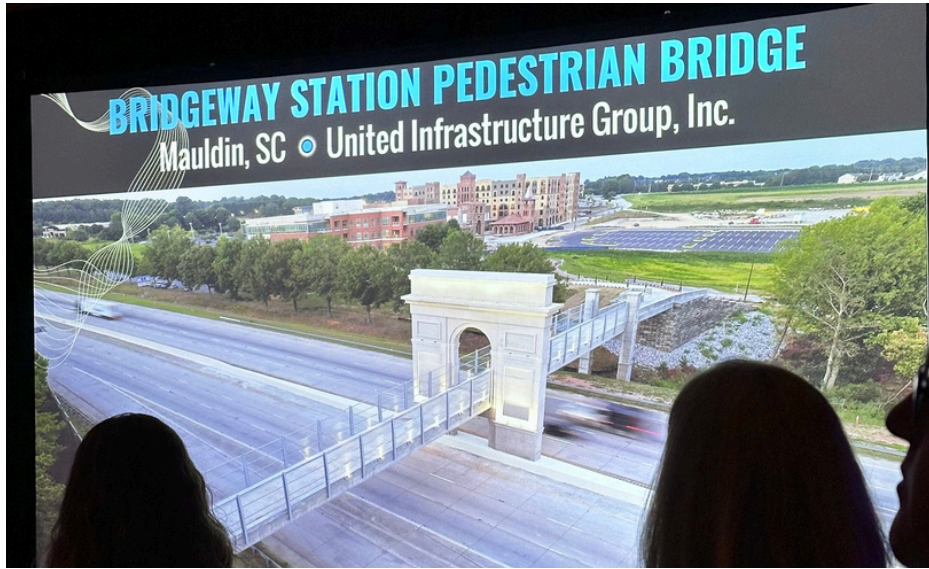 BRIDGEWAY STATION PEDESTRIAN BRIDGE
Mauldin, SC • United Infrastructure Group, Inc.